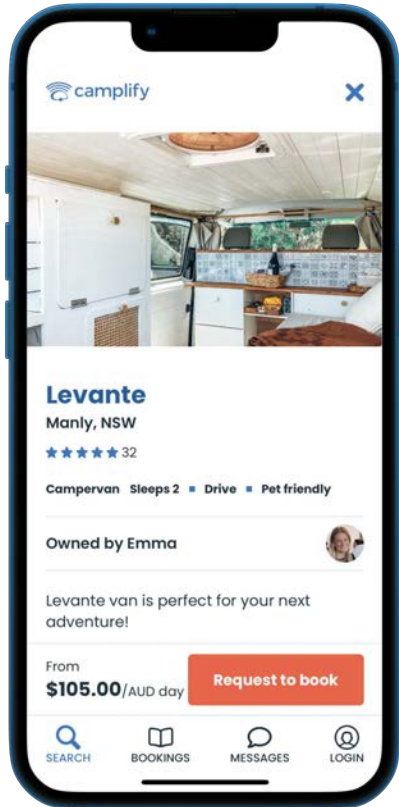 camplify
Levante
Manly, NSW
32
Campervan Sleeps 2 ▪ Drive ▪ Pet friendly
Owned by Emma
Levante van is perfect for your next
adventure!
From
$105.00/AUD day
Request to book
SEARCH BOOKINGS MESSAGES LOGIN